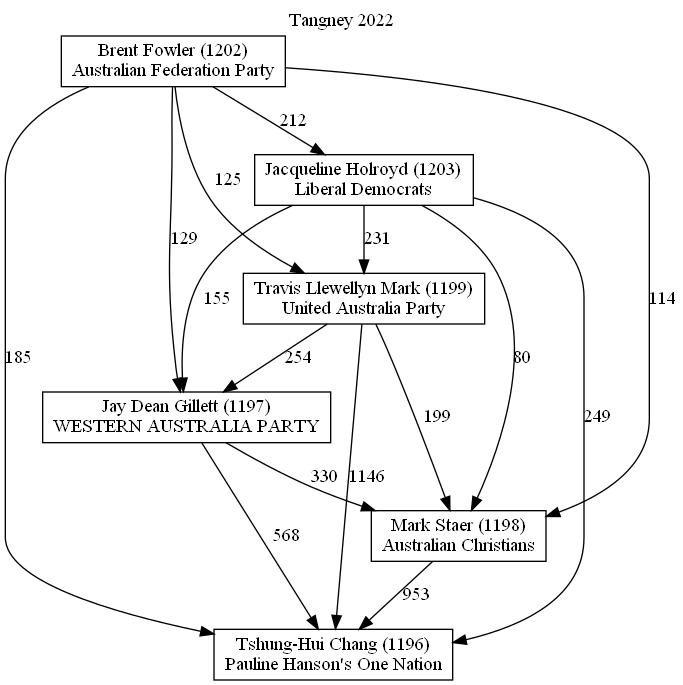 Tangney 2022
Brent Fowler (1202)
Australian Federation Party
212
Jacqueline Holroyd (1203)
Liberal Democrats
125
129
231
155
114
Travis Llewellyn Mark (1199)
United Australia Party
185
254
80
Jay Dean Gillett (1197)
WESTERN AUSTRALIA PARTY
199
249
330
1146
Mark Staer (1198)
Australian Christians
568
953
Tshung-Hui Chang (1196)
Pauline Hanson's One Nation